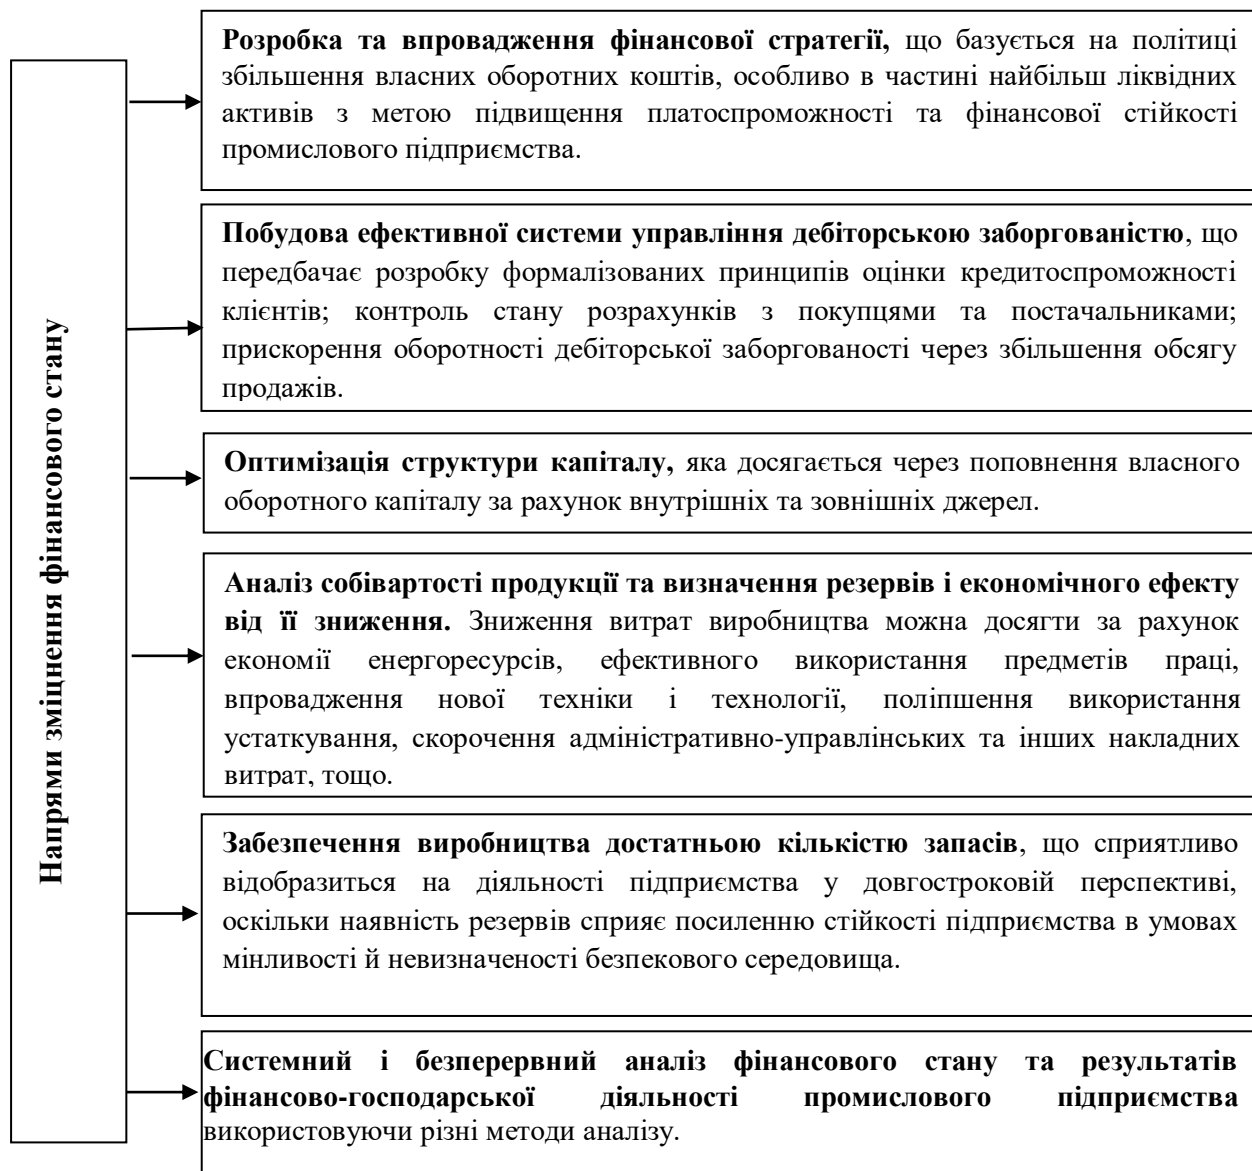 Напрями зміцнення фінансового стану
Розробка та впровадження фінансової стратегії, що базується на політиці
збільшення власних оборотних коштів, особливо в частині найбільш ліквідних
активів з метою підвищення платоспроможності та фінансової стійкості
промислового підприємства.
Побудова ефективної системи управління дебіторською заборгованістю, що
передбачає розробку формалізованих принципів оцінки кредитоспроможності
клієнтів; контроль стану розрахунків з покупцями та постачальниками;
прискорення оборотності дебіторської заборгованості через збільшення обсягу
продажів.
Оптимізація структури капіталу, яка досягається через поповнення власного
оборотного капіталу за рахунок внутрішніх та зовнішніх джерел.
Аналіз собівартості продукції та визначення резервів і економічного ефекту
від її зниження. Зниження витрат виробництва можна досягти за рахунок
економії енергоресурсів, ефективного використання предметів праці,
впровадження нової техніки і технології, поліпшення використання
устаткування, скорочення адміністративно-управлінських та інших накладних
витрат, тощо.
Забезпечення виробництва достатньою кількістю запасів, що сприятливо
відобразиться на діяльності підприємства у довгостроковій перспективі,
оскільки наявність резервів сприяє посиленню стійкості підприємства в умовах
мінливості й невизначеності безпекового середовища.
Системний і безперервний аналіз фінансового стану та результатів
фінансово-господарської діяльності промислового підприємства
використовуючи різні методи аналізу.